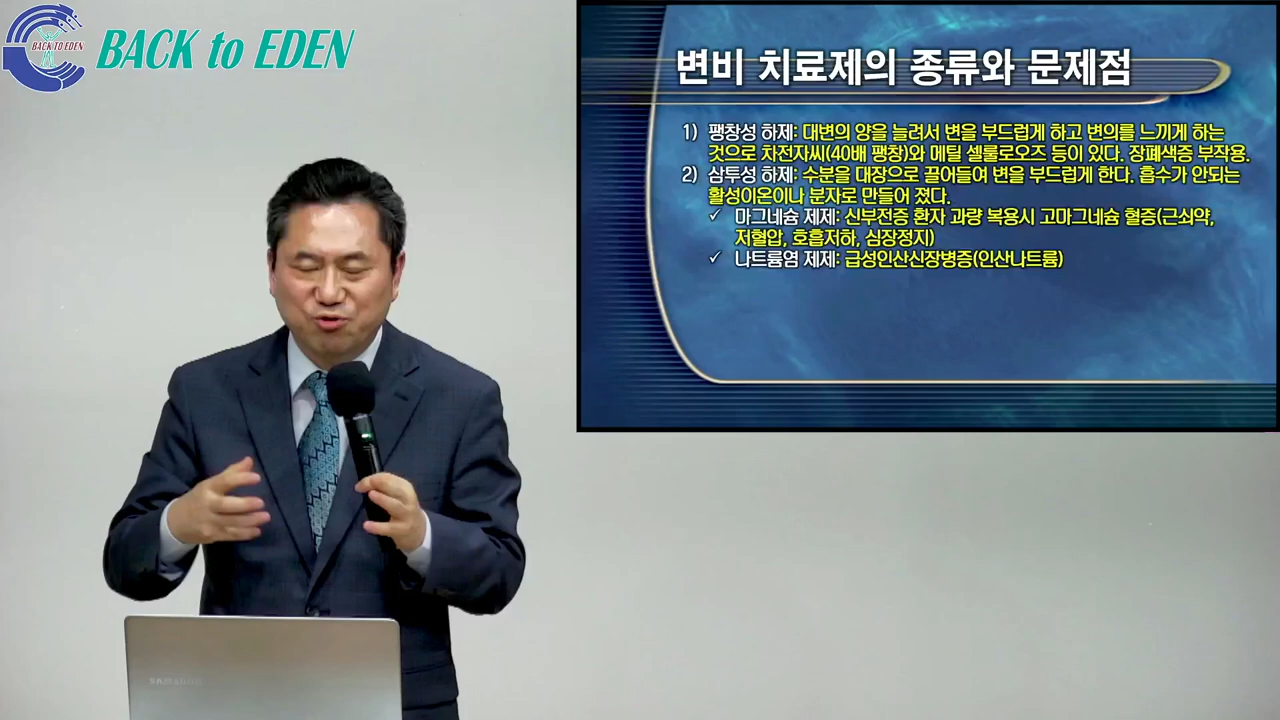 BACK TO EDEN
BACK to EDEN
변비 치료제의 종류와 문제점
1) 팽창성 하제: 대변의 양을 늘려서 변을 부드럽게 하고 변의를 느끼게 하는
것으로 차전자씨(40배 팽창)와 메틸 셀룰로오즈 등이 있다. 장폐색증 부작용.
2) 삼투성 하제: 수분을 대장으로 끌어들여 변을 부드럽게 한다. 흡수가 안되는
활성이온이나 분자로 만들어 졌다.
✓ 마그네슘 제제: 신부전증 환자 과량 복용시 고마그네슘 혈증(근쇠약,
저혈압, 호흡저하, 심장정지)
✓ 나트륨염 제제: 급성인산신장병증(인산나트륨)
SAMSUNG